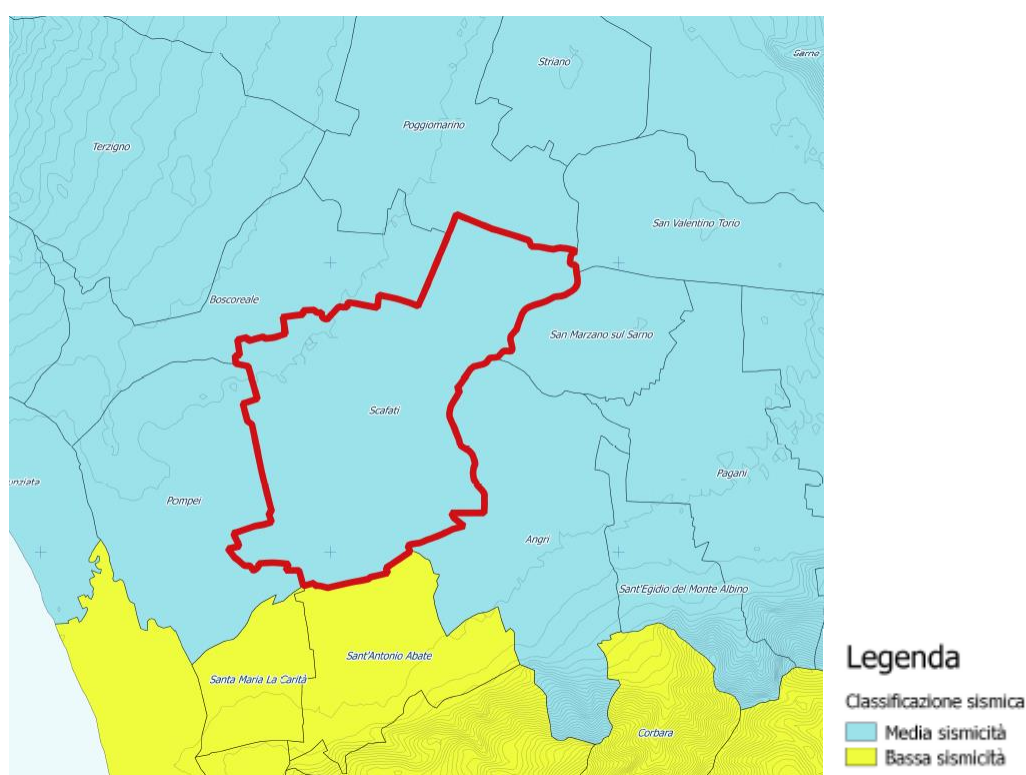 Striano
Sarno
Poggiomarino
Terzigno
San Valentino Torio
Boscoreale
San Marzano sul Sarno
Scafati
Pagani
unziata
Pompei
Angri
Sant'Egidio del Monte Albino
Sant'Antonio Abate
Santa Maria La Carità
Corbara
Legenda
Classificazione sismica
Media sismicità
Bassa sismicità